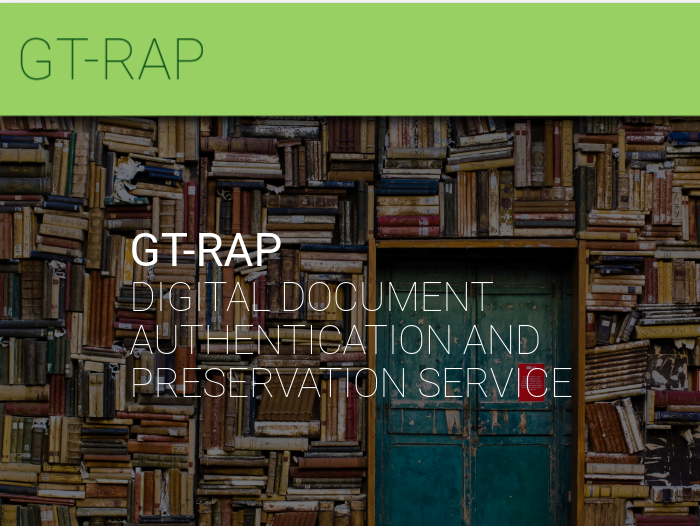 GT-RAP
GT-RAP
DIGITAL DOCUMENT
AUTHENTICATION AND
PRESERVATION SERVICE